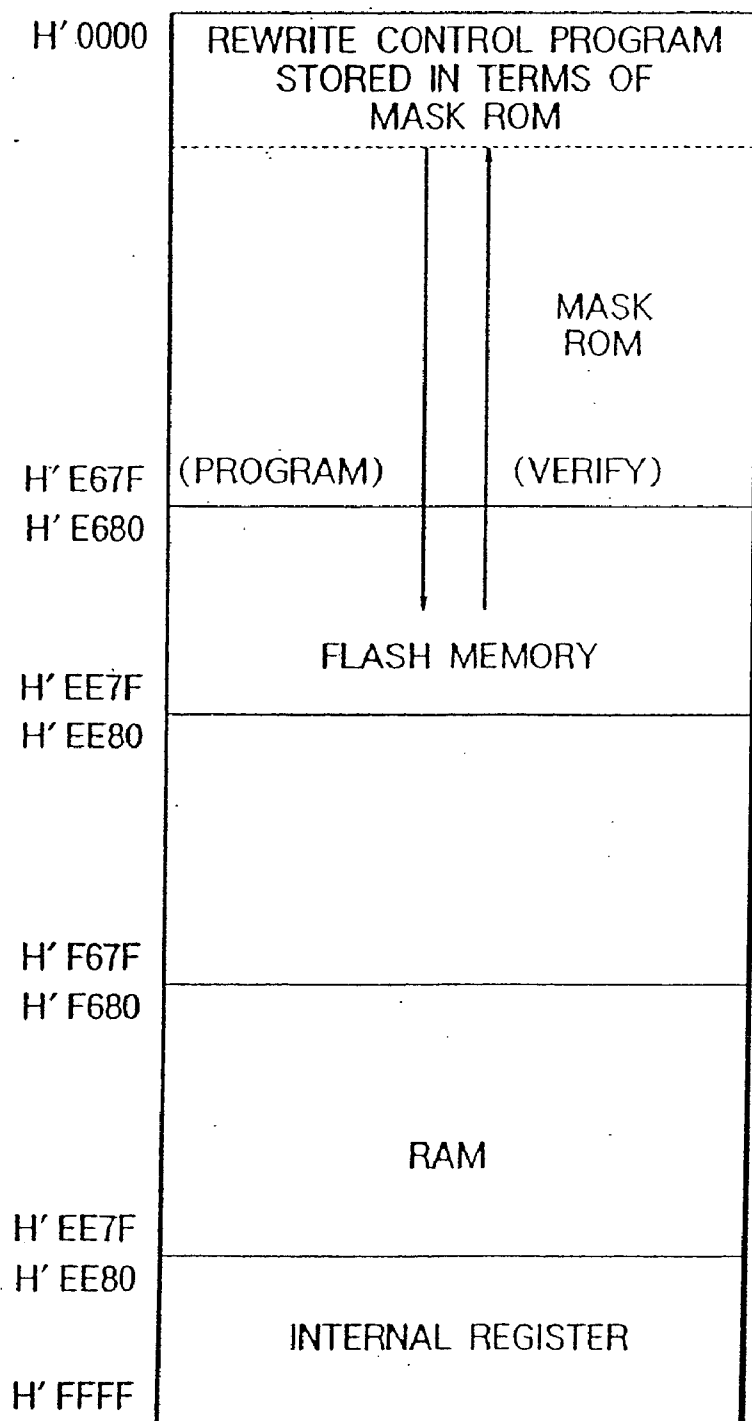 H' 0000
REWRITE CONTROL PROGRAM
STORED IN TERMS OF
MASK ROM
MASK
ROM
(PROGRAM)
(VERIFY)
H' E67F
H' E680
FLASH MEMORY
H' EE7F
H' EE80
H' F67F
H' F680
RAM
H' EE7F
H' EE80
INTERNAL REGISTER
H' FFFF